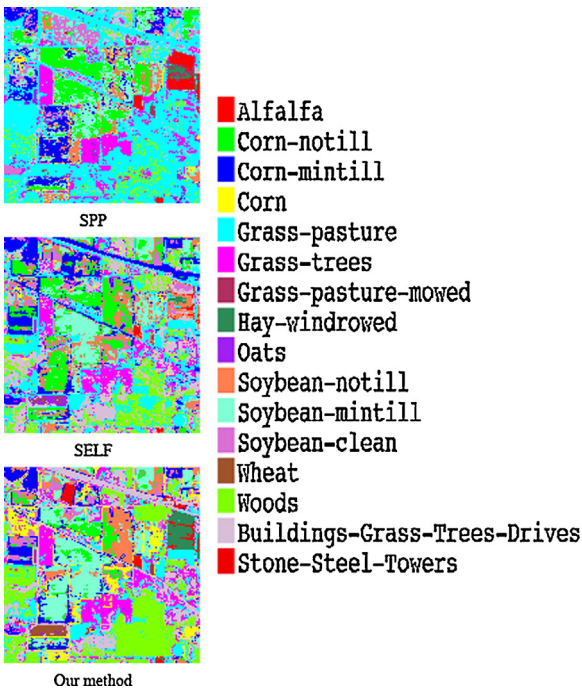 SPP
SELF
Our method
Alfalfa
Corn-notill
Corn-mintill
Corn
Grass-pasture
Grass-trees
Grass-pasture-mowed
Hay-windrowed
Oats
Soybean-notill
Soybean-mintill
Soybean-clean
Wheat
Woods
Buildings-Grass-Trees-Drives
Stone-Steel-Towers